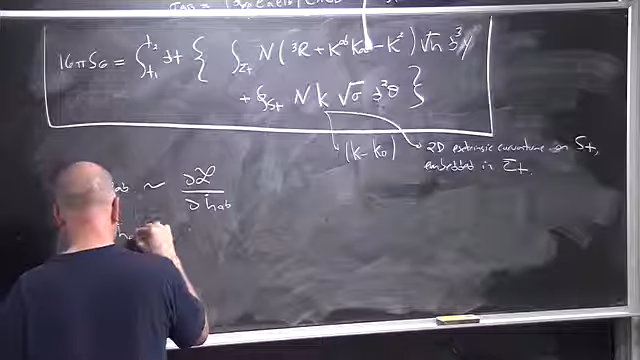 16πS_G = ∫_{t_1}^{t_2} dt { ∫_{Σ_t} N ( ³R + K^{ab} K_{ab} - K² ) √h d³y
+ ∮_{S_t} N k √σ d²θ }
(k - k_0) 2D extrinsic curvature on S_t,
embedded in Σ_t.
ab ~ ∂ℒ / ∂ḣ_{ab}
h